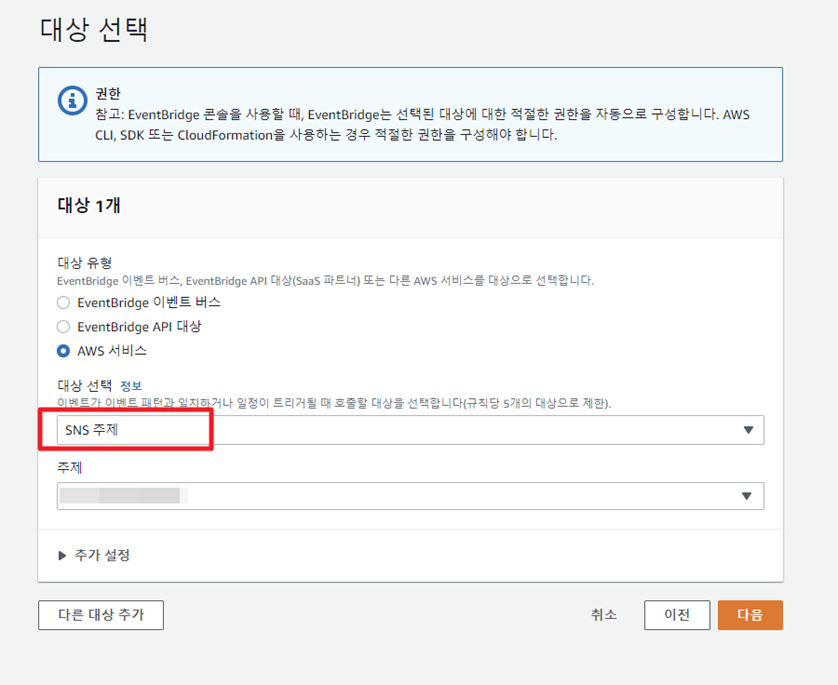 대상 선택
권한
참고: EventBridge 콘솔을 사용할 때, EventBridge는 선택된 대상에 대한 적절한 권한을 자동으로 구성합니다. AWS
CLI, SDK 또는 CloudFormation을 사용하는 경우 적절한 권한을 구성해야 합니다.
대상 1개
대상 유형
EventBridge 이벤트 버스, EventBridge API 대상(SaaS 파트너) 또는 다른 AWS 서비스를 대상으로 선택합니다.
EventBridge 이벤트 버스
EventBridge API 대상
AWS 서비스
대상 선택 정보
이벤트가 이벤트 패턴과 일치하거나 일정이 트리거될 때 호출할 대상을 선택합니다(규칙당 5개의 대상으로 제한).
SNS 주제
주제
추가 설정
다른 대상 추가 취소 이전 다음